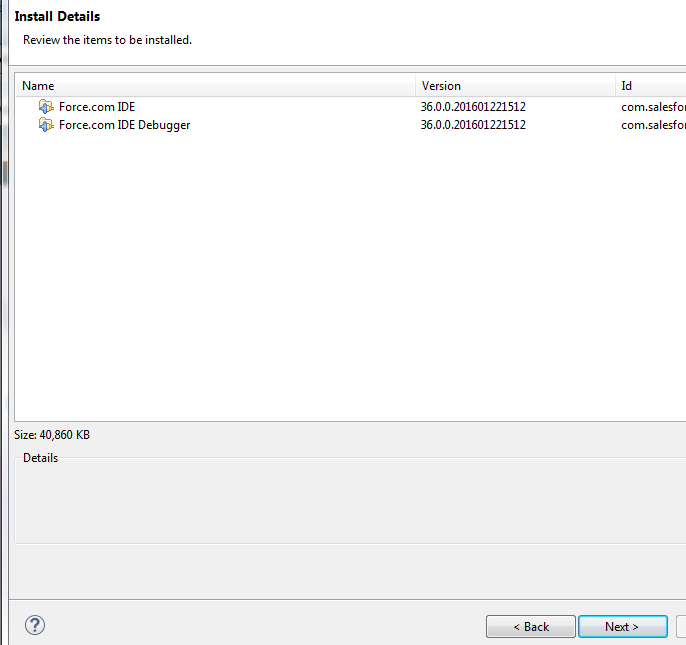 Install Details
Review the items to be installed.
Name Version Id
Force.com IDE 36.0.0.201601221512 com.salesfor
Force.com IDE Debugger 36.0.0.201601221512 com.salesfor
Size: 40,860 KB
Details
?
< Back Next >